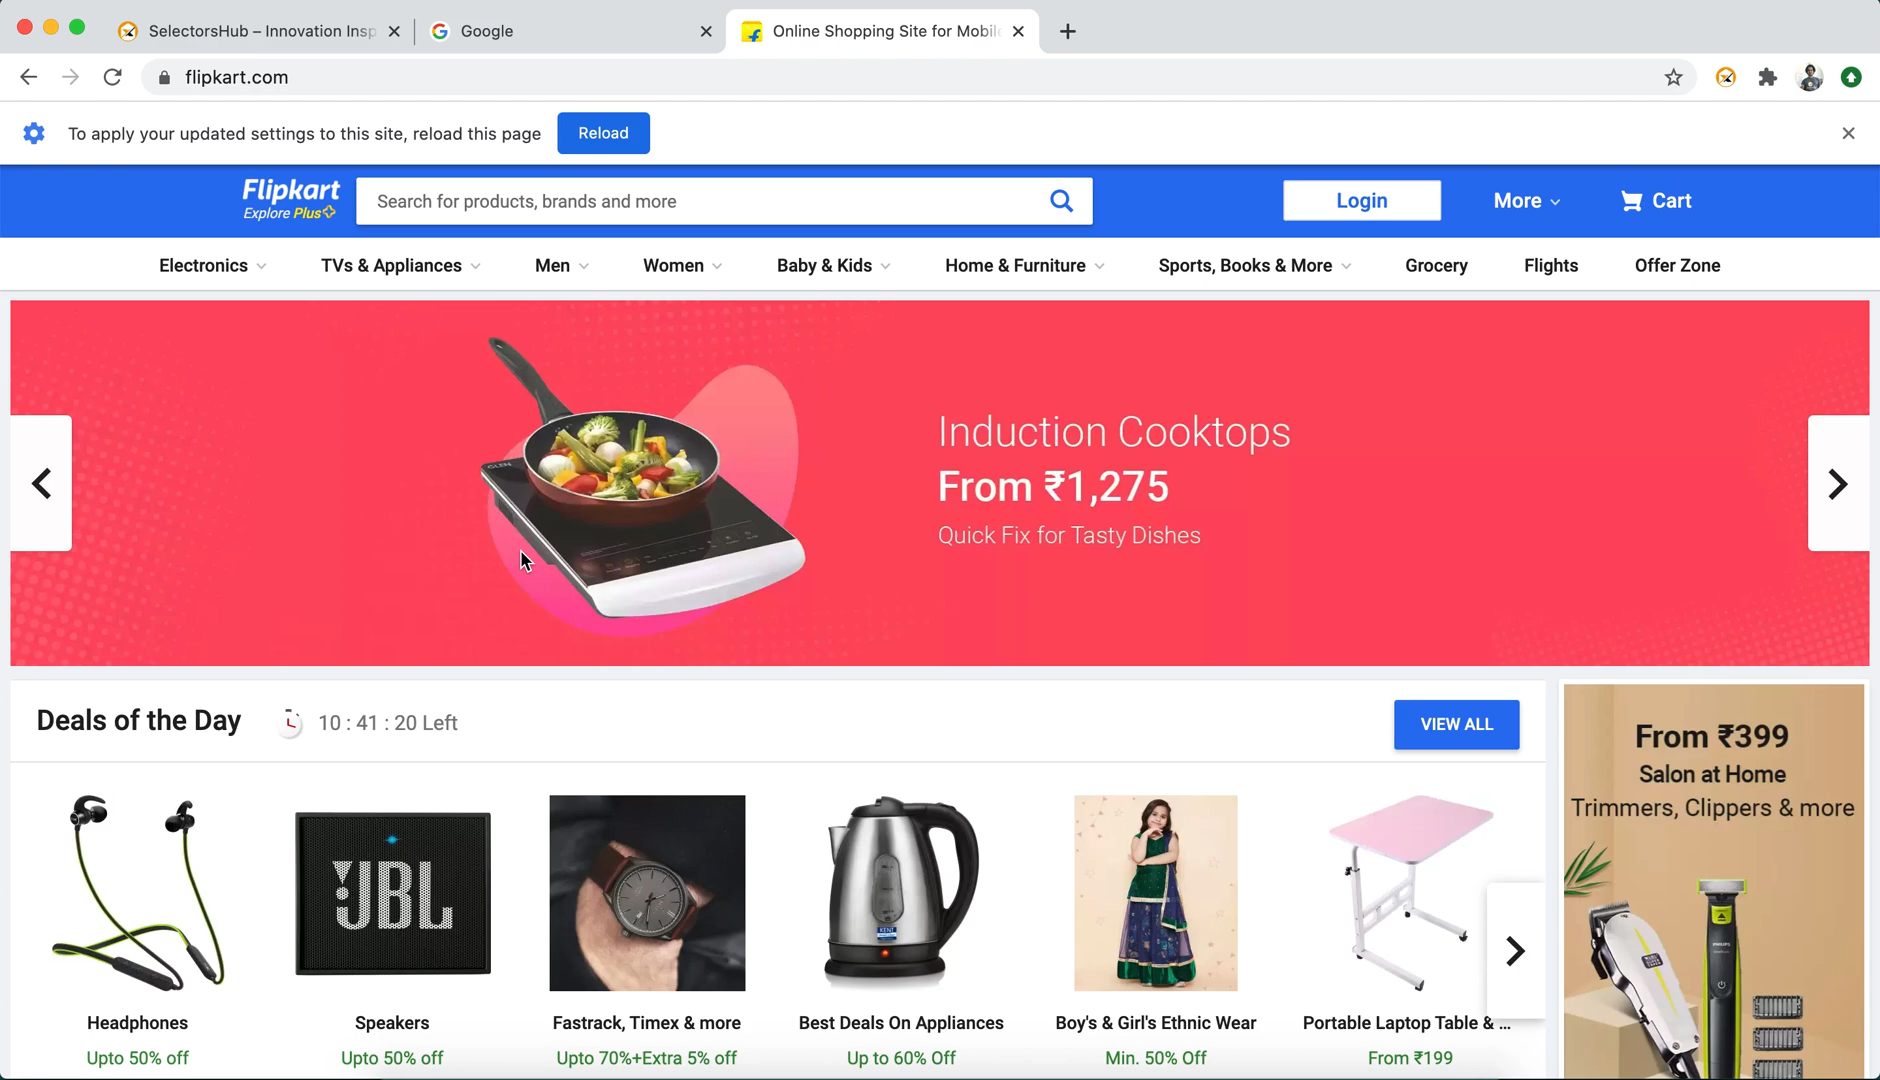 SelectorsHub – Innovation Insp
Google
Online Shopping Site for Mobile
flipkart.com
To apply your updated settings to this site, reload this page
Reload
Flipkart
Explore Plus
Search for products, brands and more
Login
More
Cart
Electronics
TVs & Appliances
Men
Women
Baby & Kids
Home & Furniture
Sports, Books & More
Grocery
Flights
Offer Zone
GLEN
Induction Cooktops
From ₹1,275
Quick Fix for Tasty Dishes
Deals of the Day
10 : 41 : 20 Left
VIEW ALL
From ₹399
Salon at Home
Trimmers, Clippers & more
JBL
KENT
PHILIPS
Headphones
Speakers
Fastrack, Timex & more
Best Deals On Appliances
Boy's & Girl's Ethnic Wear
Portable Laptop Table & ...
Upto 50% off
Upto 50% off
Upto 70%+Extra 5% off
Up to 60% Off
Min. 50% Off
From ₹199